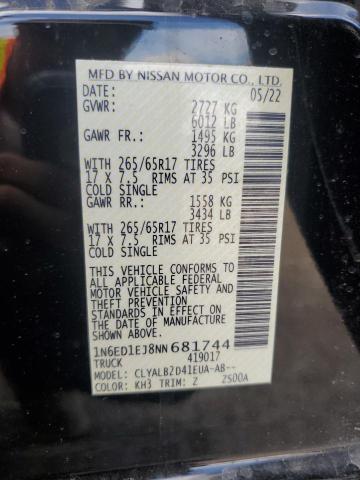 MFD BY NISSAN MOTOR CO., LTD.
DATE: 05/22
GVWR: 2727 KG
6012 LB
GAWR FR.: 1495 KG
3296 LB
WITH 265/65R17 TIRES
17 X 7.5 RIMS AT 35 PSI
COLD SINGLE
GAWR RR.: 1558 KG
3434 LB
WITH 265/65R17 TIRES
17 X 7.5 RIMS AT 35 PSI
COLD SINGLE
THIS VEHICLE CONFORMS TO
ALL APPLICABLE FEDERAL
MOTOR VEHICLE SAFETY AND
THEFT PREVENTION
STANDARDS IN EFFECT ON
THE DATE OF MANUFACTURE
SHOWN ABOVE.
1N6ED1EJ8NN681744
TRUCK 419017
MODEL: CLYALB2D41EUA-AB--
COLOR: KH3 TRIM: Z 2S00A